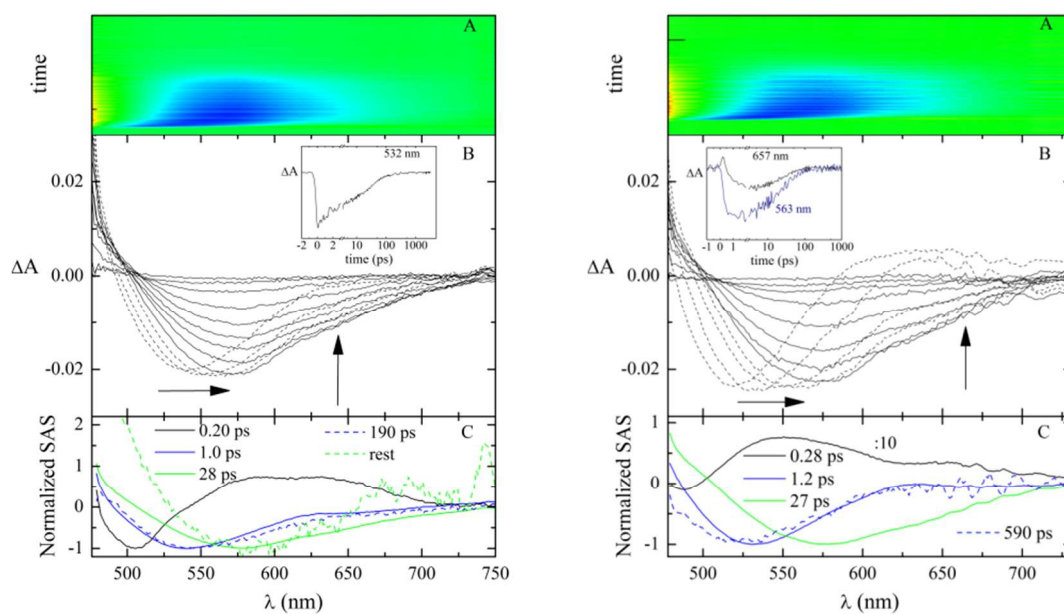 A
time
B
532 nm
ΔA
-2 0 2 10 100 1000
time (ps)
0.02
0.00
-0.02
ΔA
C
0.20 ps
1.0 ps
28 ps
190 ps
rest
2
1
0
-1
Normalized SAS
500 550 600 650 700 750
λ (nm)
A
time
B
657 nm
ΔA
563 nm
-1 0 1 10 100 1000
time (ps)
0.02
0.00
-0.02
ΔA
C
:10
0.28 ps
1.2 ps
27 ps
590 ps
1
0
-1
Normalized SAS
500 550 600 650 700
λ (nm)